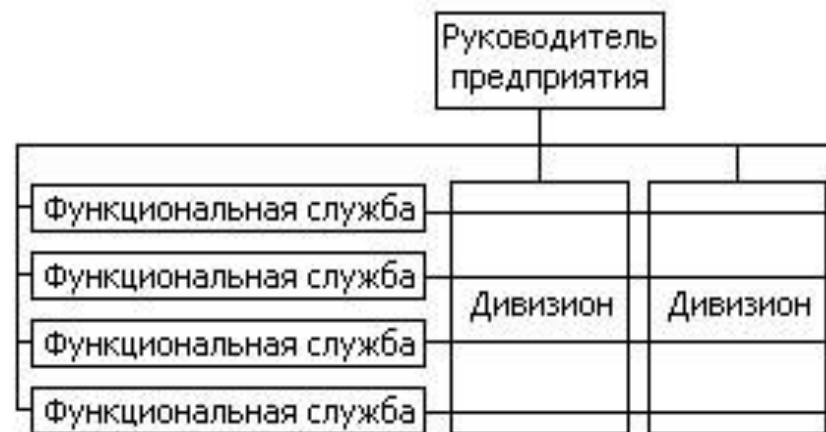 Руководитель
предприятия
Функциональная служба
Функциональная служба
Дивизион Дивизион
Функциональная служба
Функциональная служба